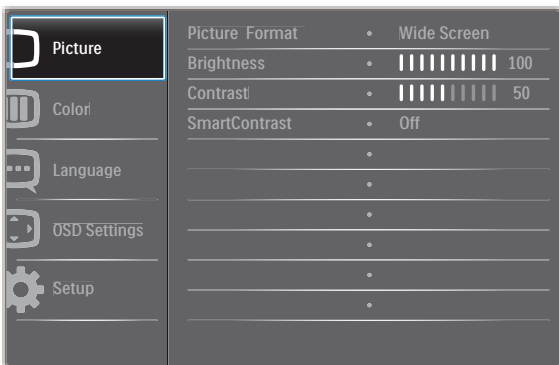 Picture
Color
Language
OSD Settings
Setup
Picture Format • Wide Screen
Brightness • 100
Contrast • 50
SmartContrast • Off